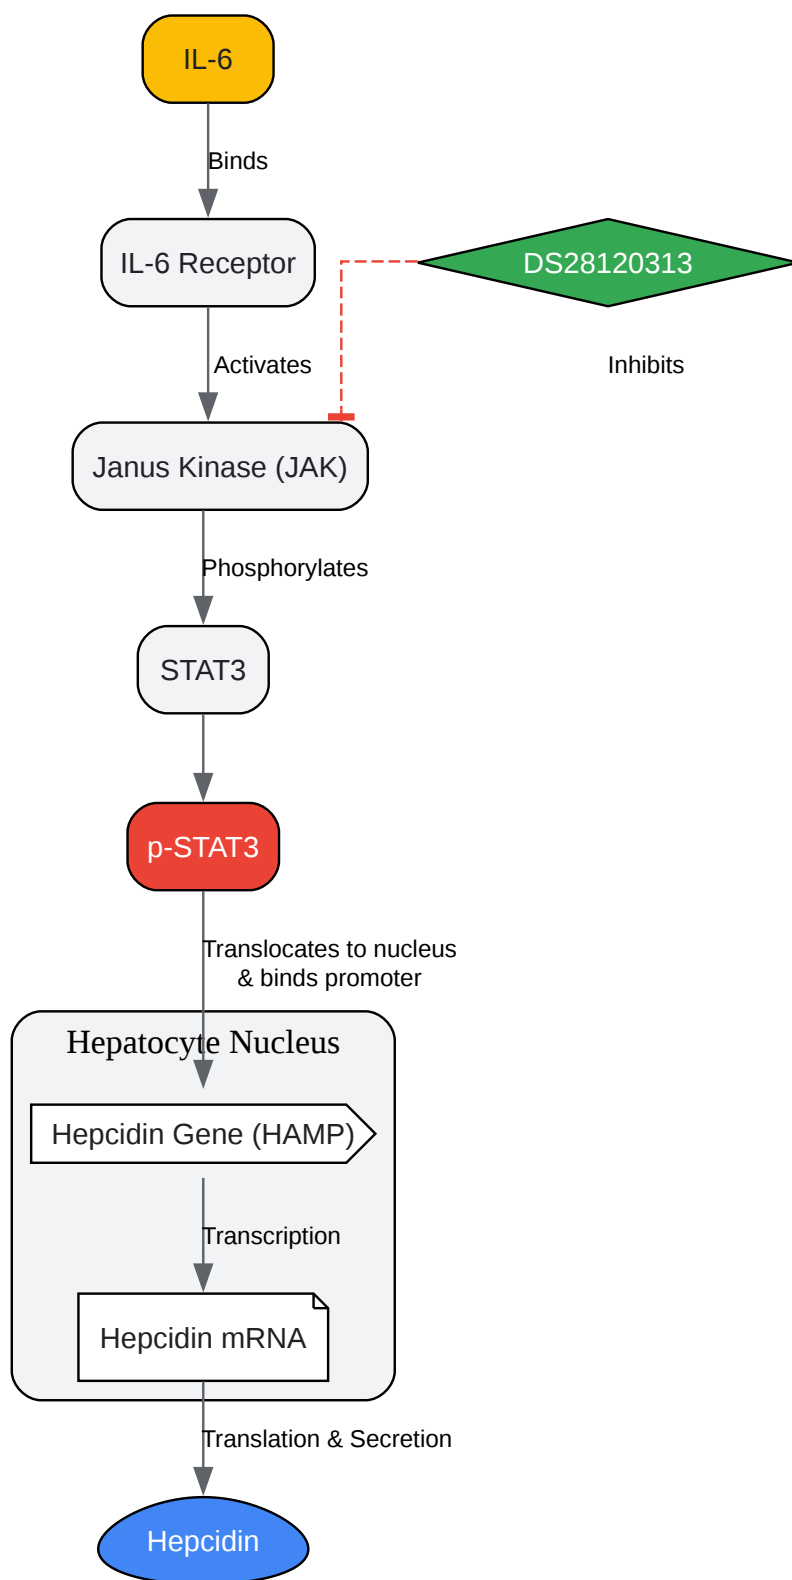 IL-6
Binds
IL-6 Receptor
DS28120313
Activates
Inhibits
Janus Kinase (JAK)
Phosphorylates
STAT3
p-STAT3
Translocates to nucleus
& binds promoter
Hepatocyte Nucleus
Hepcidin Gene (HAMP)
Transcription
Hepcidin mRNA
Translation & Secretion
Hepcidin